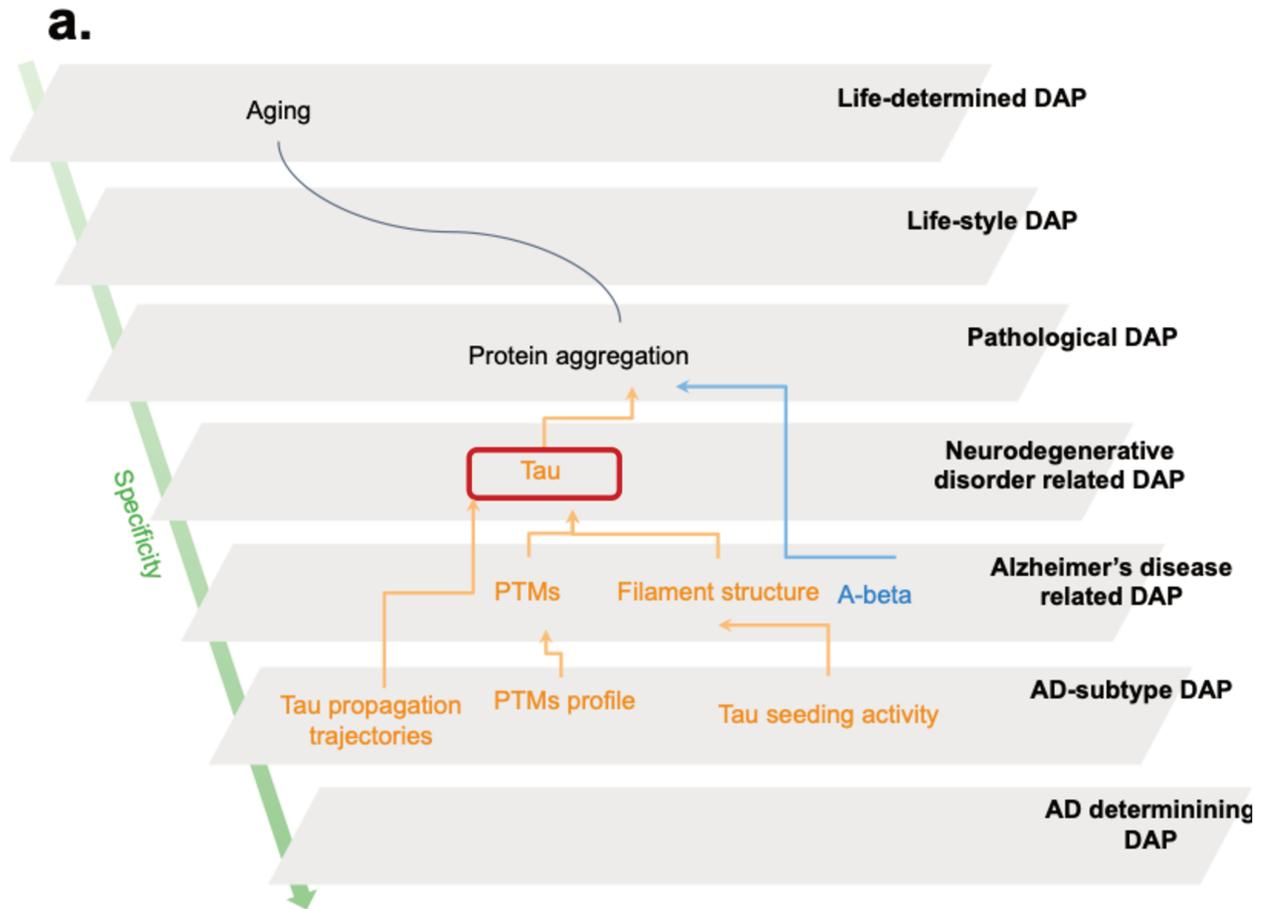 a.
Aging
Life-determined DAP
Life-style DAP
Pathological DAP
Protein aggregation
Neurodegenerative
disorder related DAP
Tau
Specificity
Alzheimer's disease
related DAP
PTMs
Filament structure
A-beta
AD-subtype DAP
Tau propagation
trajectories
PTMs profile
Tau seeding activity
AD determinining
DAP